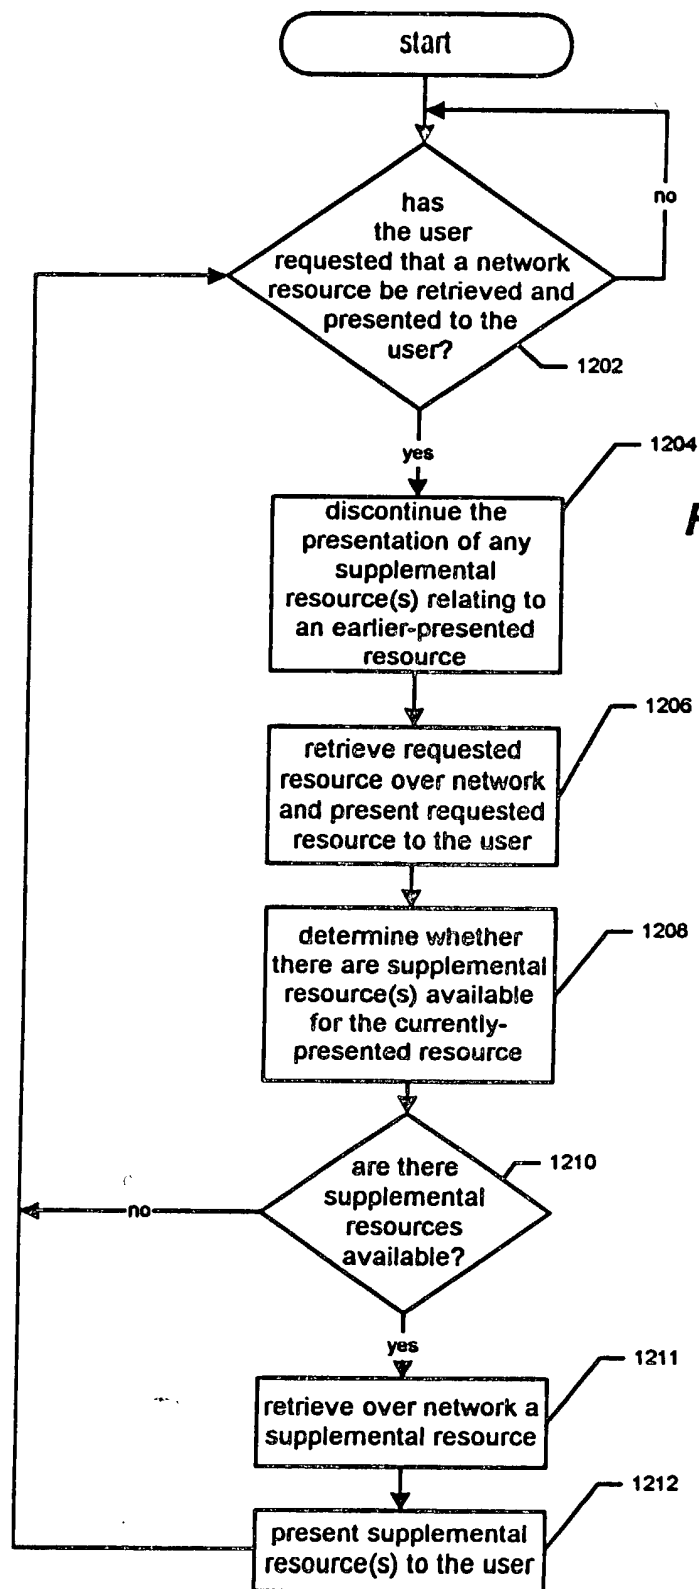 start
no
has
the user
requested that a network
resource be retrieved and
presented to the
user?
1202
yes
1204
discontinue the
presentation of any
supplemental
resource(s) relating to
an earlier-presented
resource
1206
retrieve requested
resource over network
and present requested
resource to the user
1208
determine whether
there are supplemental
resource(s) available
for the currently-
presented resource
1210
are there
supplemental
resources
available?
no
yes
1211
retrieve over network a
supplemental resource
1212
present supplemental
resource(s) to the user